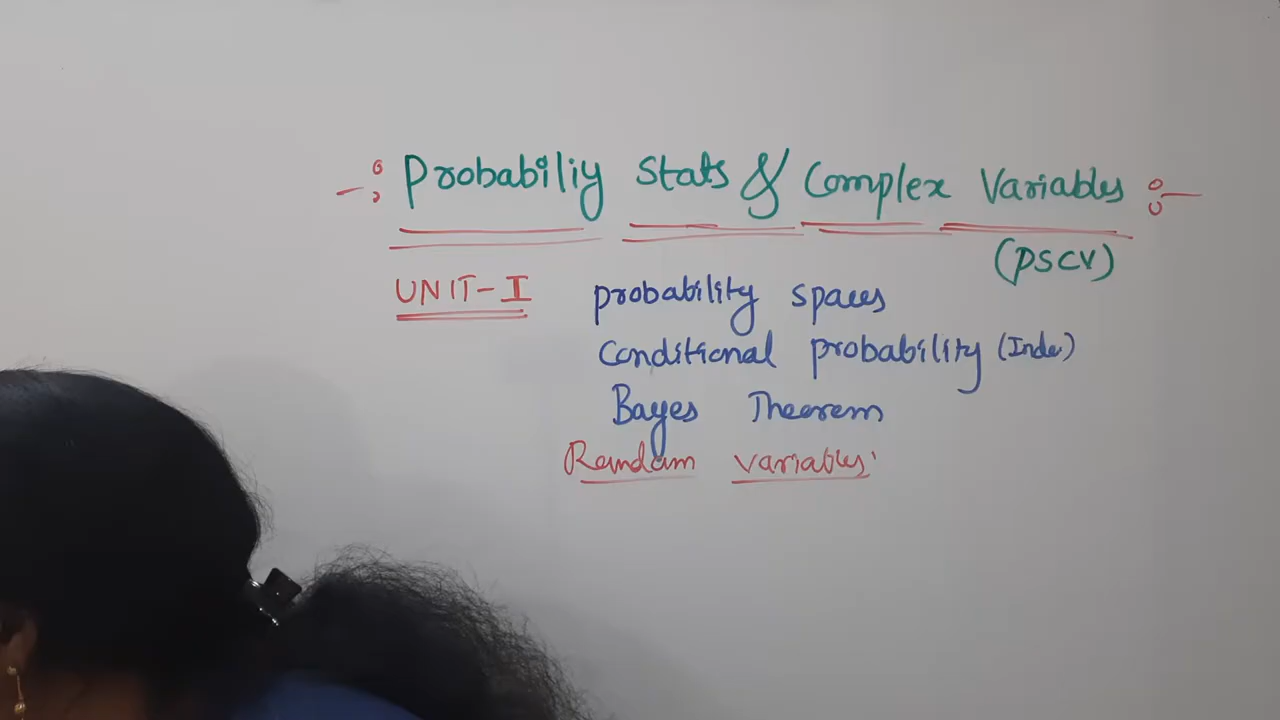 -: Probabiliy Stats & Complex Variables :-
(PSCV)
UNIT-I probability spaces
Conditional probability (Inde.)
Bayes Theorem
Random variables